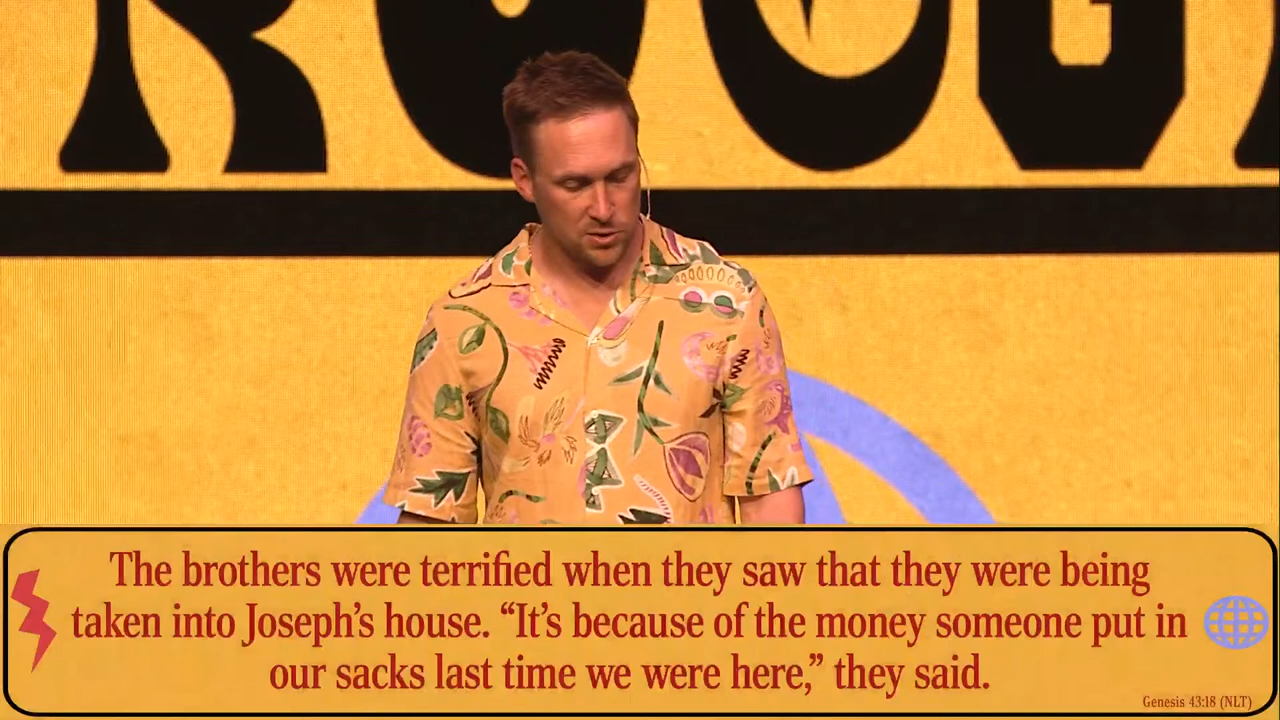 The brothers were terrified when they saw that they were being
taken into Joseph’s house. “It’s because of the money someone put in
our sacks last time we were here,” they said.
Genesis 43:18 (NLT)